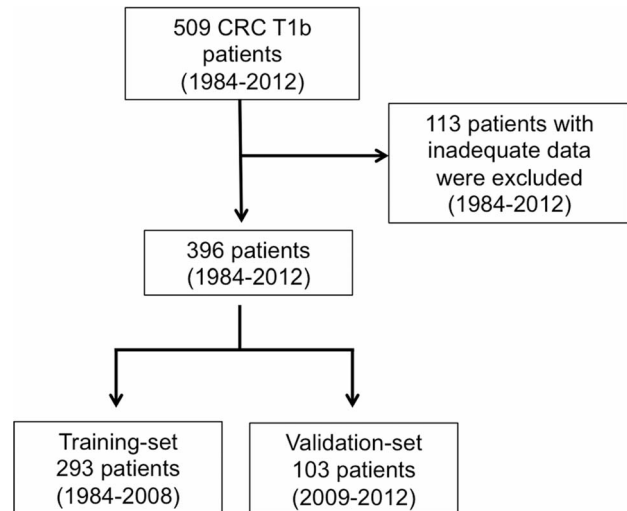 509 CRC T1b
patients
(1984-2012)
113 patients with
inadequate data
were excluded
(1984-2012)
396 patients
(1984-2012)
Training-set
293 patients
(1984-2008)
Validation-set
103 patients
(2009-2012)